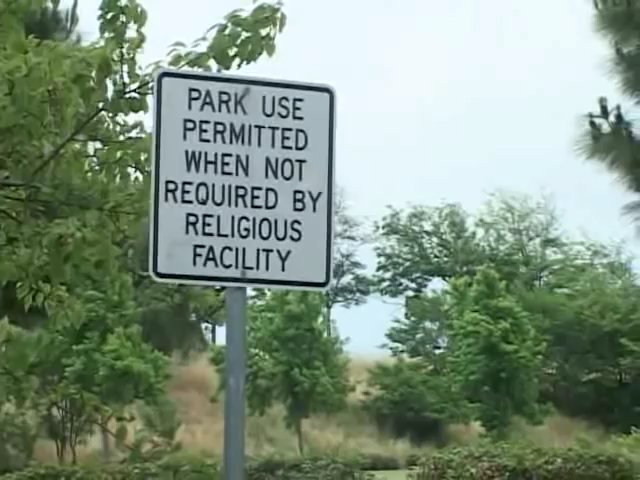 PARK USE
PERMITTED
WHEN NOT
REQUIRED BY
RELIGIOUS
FACILITY